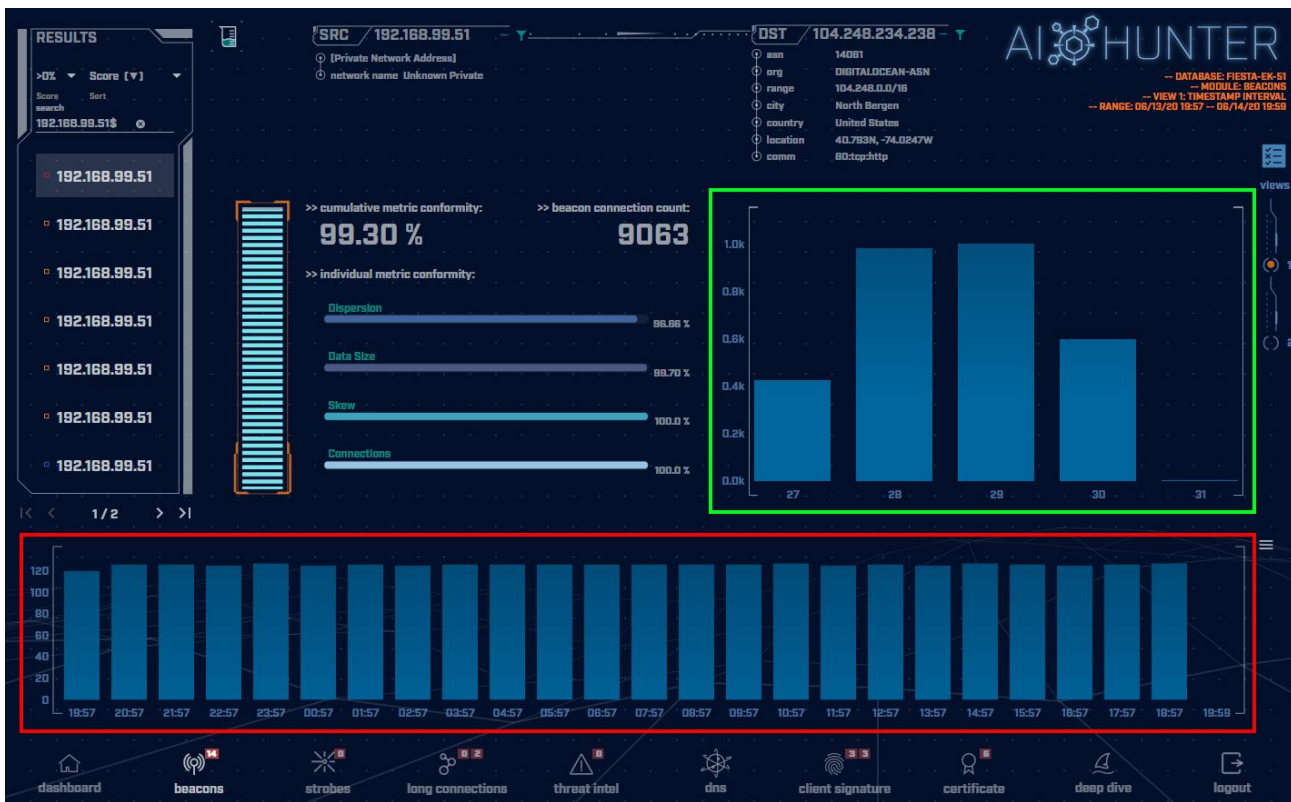 RESULTS
>0% Score [▼]
Score Sort
search
192.168.99.51$
192.168.99.51
192.168.99.51
192.168.99.51
192.168.99.51
192.168.99.51
192.168.99.51
192.168.99.51
1/2
SRC 192.168.99.51
[Private Network Address]
network name Unknown Private
DST 104.248.234.238
asn 14061
org DIGITALOCEAN-ASN
range 104.248.0.0/16
city North Bergen
country United States
location 40.793N, -74.0247W
comm 80:tcp:http
AI HUNTER
-- DATABASE: FIESTA-EK-51
-- MODULE: BEACONS
-- VIEW 1: TIMESTAMP INTERVAL
-- RANGE: 06/13/20 19:57 -- 06/14/20 19:59
views
1
2
>> cumulative metric conformity:
99.30 %
>> beacon connection count:
9063
>> individual metric conformity:
Dispersion
96.68 %
Data Size
99.70 %
Skew
100.0 %
Connections
100.0 %
1.0k
0.8k
0.6k
0.4k
0.2k
0.0k
27 28 29 30 31
120
100
80
60
40
20
0
19:57 20:57 21:57 22:57 23:57 00:57 01:57 02:57 03:57 04:57 05:57 06:57 07:57 08:57 09:57 10:57 11:57 12:57 13:57 14:57 15:57 16:57 17:57 18:57 19:59
14 0 0 2 0 3 3 6
dashboard beacons strobes long connections threat intel dns client signature certificate deep dive logout